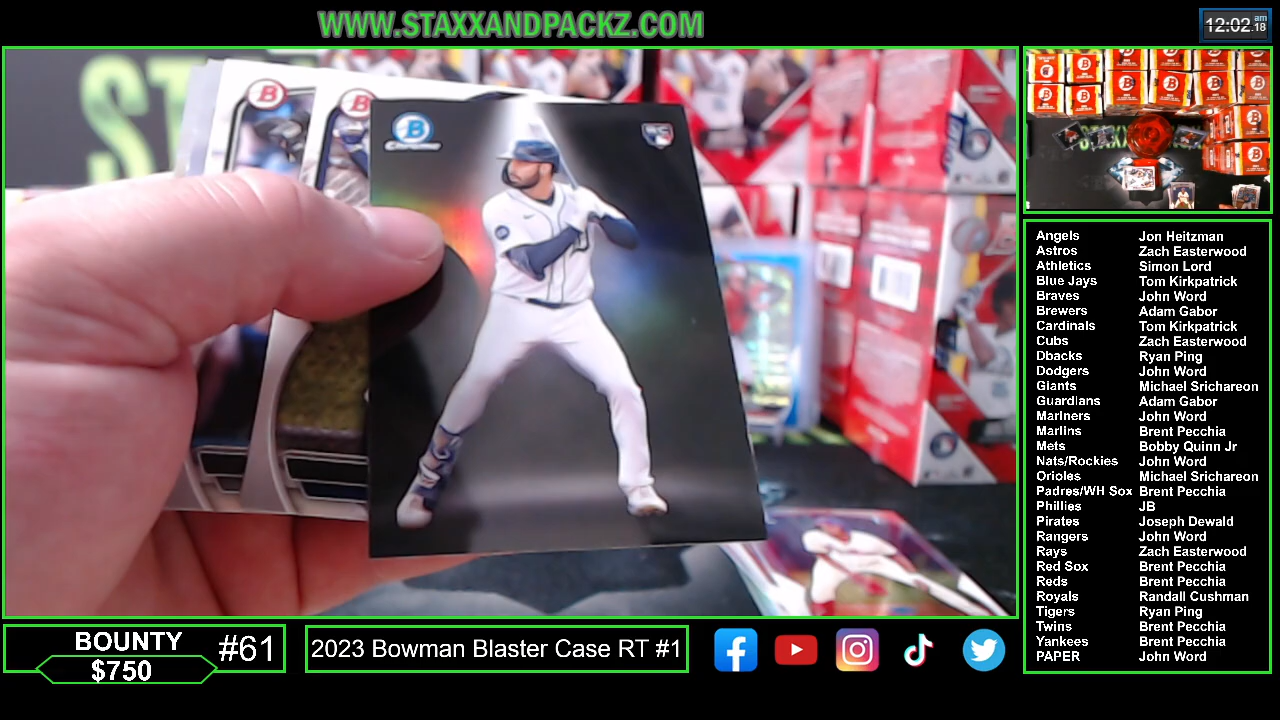 WWW.STAXXANDPACKZ.COM
12:02 am
18
B
CHROME
RC
B
B
Angels Jon Heitzman
Astros Zach Easterwood
Athletics Simon Lord
Blue Jays Tom Kirkpatrick
Braves John Word
Brewers Adam Gabor
Cardinals Tom Kirkpatrick
Cubs Zach Easterwood
Dbacks Ryan Ping
Dodgers John Word
Giants Michael Srichareon
Guardians Adam Gabor
Mariners John Word
Marlins Brent Pecchia
Mets Bobby Quinn Jr
Nats/Rockies John Word
Orioles Michael Srichareon
Padres/WH Sox Brent Pecchia
Phillies JB
Pirates Joseph Dewald
Rangers John Word
Rays Zach Easterwood
Red Sox Brent Pecchia
Reds Brent Pecchia
Royals Randall Cushman
Tigers Ryan Ping
Twins Brent Pecchia
Yankees Brent Pecchia
PAPER John Word
BOUNTY
$750
#61
2023 Bowman Blaster Case RT #1